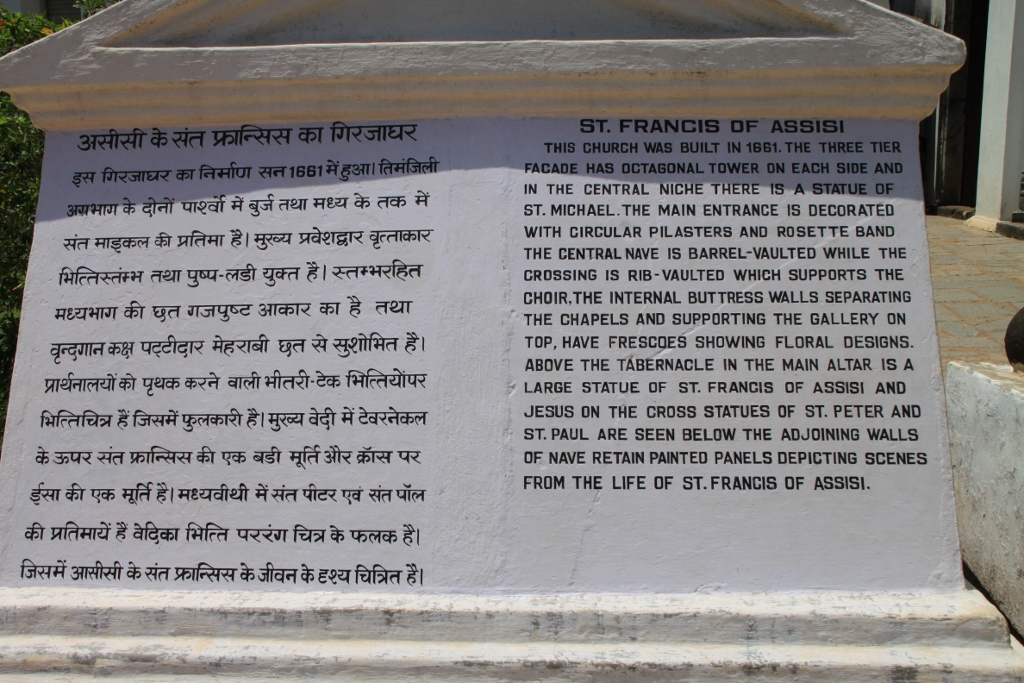 असीसी के संत फ्रान्सिस का गिरजाघर
इस गिरजाघर का निर्माण सन 1661 में हुआ। तिमंजिली
अग्रभाग के दोनों पार्श्वो में बुर्ज तथा मध्य के तक में
संत माइकल की प्रतिमा है। मुख्य प्रवेशद्वार वृत्ताकार
भित्तिस्तंम्भ तथा पुष्प-लडी युक्त है। स्तम्भरहित
मध्यभाग की छत गजपुष्ट आकार का है तथा
वृन्दगान कक्ष पट्टीदार मेहराबी छत से सुशोभित है।
प्रार्थनालयों को पृथक करने वाली भीतरी-टेक भित्तियोंपर
भित्तिचित्र हैं जिसमें फुलकारी है। मुख्य वेदी में टेवरनेकल
के ऊपर संत फ्रान्सिस की एक बडी मूर्ति और क्रॉस पर
ईसा की एक मूर्ति है। मध्यवीथी में संत पीटर एवं संत पॉल
की प्रतिमायें हैं वेदिका भित्ति पररंग चित्र के फलक है।
जिसमें आसीसी के संत फ्रान्सिस के जीवन के दृश्य चित्रित है।
ST. FRANCIS OF ASSISI
THIS CHURCH WAS BUILT IN 1661. THE THREE TIER
FACADE HAS OCTAGONAL TOWER ON EACH SIDE AND
IN THE CENTRAL NICHE THERE IS A STATUE OF
ST. MICHAEL. THE MAIN ENTRANCE IS DECORATED
WITH CIRCULAR PILASTERS AND ROSETTE BAND
THE CENTRAL NAVE IS BARREL-VAULTED WHILE THE
CROSSING IS RIB-VAULTED WHICH SUPPORTS THE
CHOIR, THE INTERNAL BUTTRESS WALLS SEPARATING
THE CHAPELS AND SUPPORTING THE GALLERY ON
TOP, HAVE FRESCOES SHOWING FLORAL DESIGNS.
ABOVE THE TABERNACLE IN THE MAIN ALTAR IS A
LARGE STATUE OF ST. FRANCIS OF ASSISI AND
JESUS ON THE CROSS STATUES OF ST. PETER AND
ST. PAUL ARE SEEN BELOW THE ADJOINING WALLS
OF NAVE RETAIN PAINTED PANELS DEPICTING SCENES
FROM THE LIFE OF ST. FRANCIS OF ASSISI.